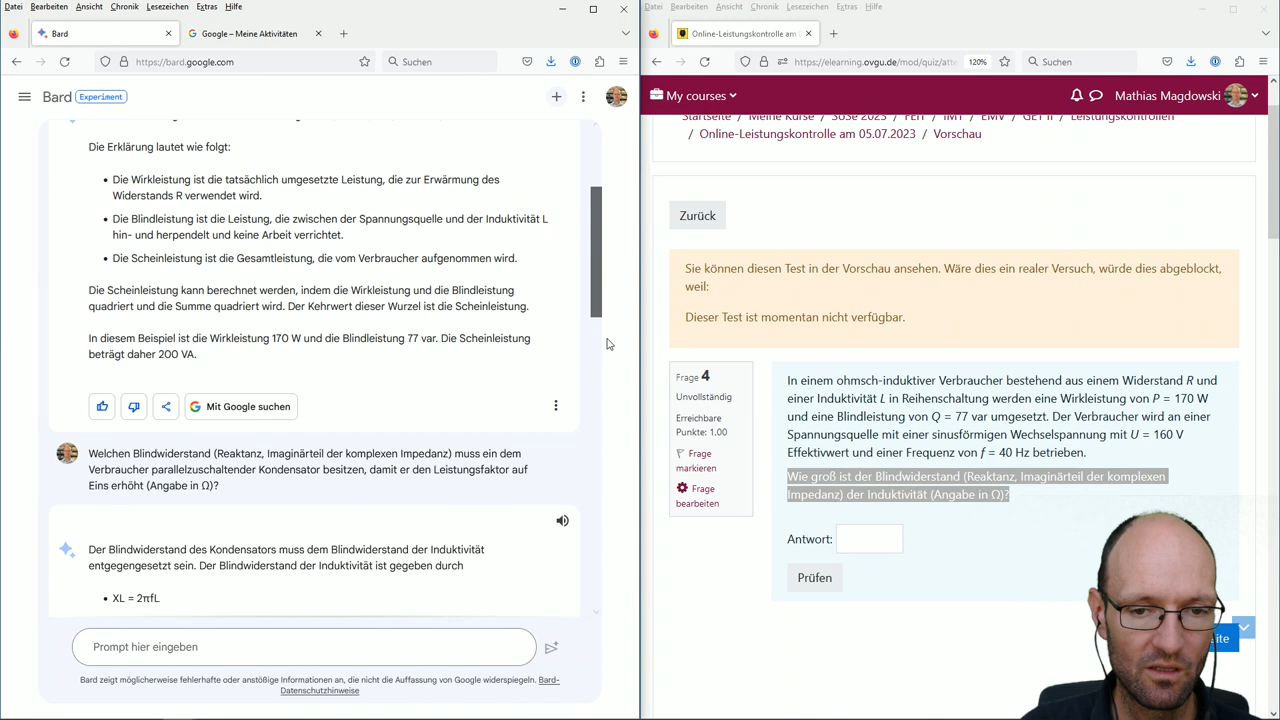 Datei Bearbeiten Ansicht Chronik Lesezeichen Extras Hilfe
Bard
Google – Meine Aktivitäten
https://bard.google.com
Suchen
Bard Experiment
Die Erklärung lautet wie folgt:
• Die Wirkleistung ist die tatsächlich umgesetzte Leistung, die zur Erwärmung des
Widerstands R verwendet wird.
• Die Blindleistung ist die Leistung, die zwischen der Spannungsquelle und der Induktivität L
hin- und herpendelt und keine Arbeit verrichtet.
• Die Scheinleistung ist die Gesamtleistung, die vom Verbraucher aufgenommen wird.
Die Scheinleistung kann berechnet werden, indem die Wirkleistung und die Blindleistung
quadriert und die Summe quadriert wird. Der Kehrwert dieser Wurzel ist die Scheinleistung.
In diesem Beispiel ist die Wirkleistung 170 W und die Blindleistung 77 var. Die Scheinleistung
beträgt daher 200 VA.
Mit Google suchen
Welchen Blindwiderstand (Reaktanz, Imaginärteil der komplexen Impedanz) muss ein dem
Verbraucher parallelzuschaltender Kondensator besitzen, damit er den Leistungsfaktor auf
Eins erhöht (Angabe in Ω)?
Der Blindwiderstand des Kondensators muss dem Blindwiderstand der Induktivität
entgegengesetzt sein. Der Blindwiderstand der Induktivität ist gegeben durch
• XL = 2πfL
Prompt hier eingeben
Bard zeigt möglicherweise fehlerhafte oder anstößige Informationen an, die nicht die Auffassung von Google widerspiegeln. Bard-
Datenschutzhinweise
Datei Bearbeiten Ansicht Chronik Lesezeichen Extras Hilfe
Online-Leistungskontrolle am
https://elearning.ovgu.de/mod/quiz/att
120%
Suchen
My courses
Mathias Magdowski
Startseite / Meine Kurse / SoSe 2023 / FEIT / IMT / EMV / GET II / Leistungskontrollen
/ Online-Leistungskontrolle am 05.07.2023 / Vorschau
Zurück
Sie können diesen Test in der Vorschau ansehen. Wäre dies ein realer Versuch, würde dies abgeblockt,
weil:
Dieser Test ist momentan nicht verfügbar.
Frage 4
Unvollständig
Erreichbare
Punkte: 1,00
Frage
markieren
Frage
bearbeiten
In einem ohmsch-induktiver Verbraucher bestehend aus einem Widerstand R und
einer Induktivität L in Reihenschaltung werden eine Wirkleistung von P = 170 W
und eine Blindleistung von Q = 77 var umgesetzt. Der Verbraucher wird an einer
Spannungsquelle mit einer sinusförmigen Wechselspannung mit U = 160 V
Effektivwert und einer Frequenz von f = 40 Hz betrieben.
Wie groß ist der Blindwiderstand (Reaktanz, Imaginärteil der komplexen
Impedanz) der Induktivität (Angabe in Ω)?
Antwort:
Prüfen
ite